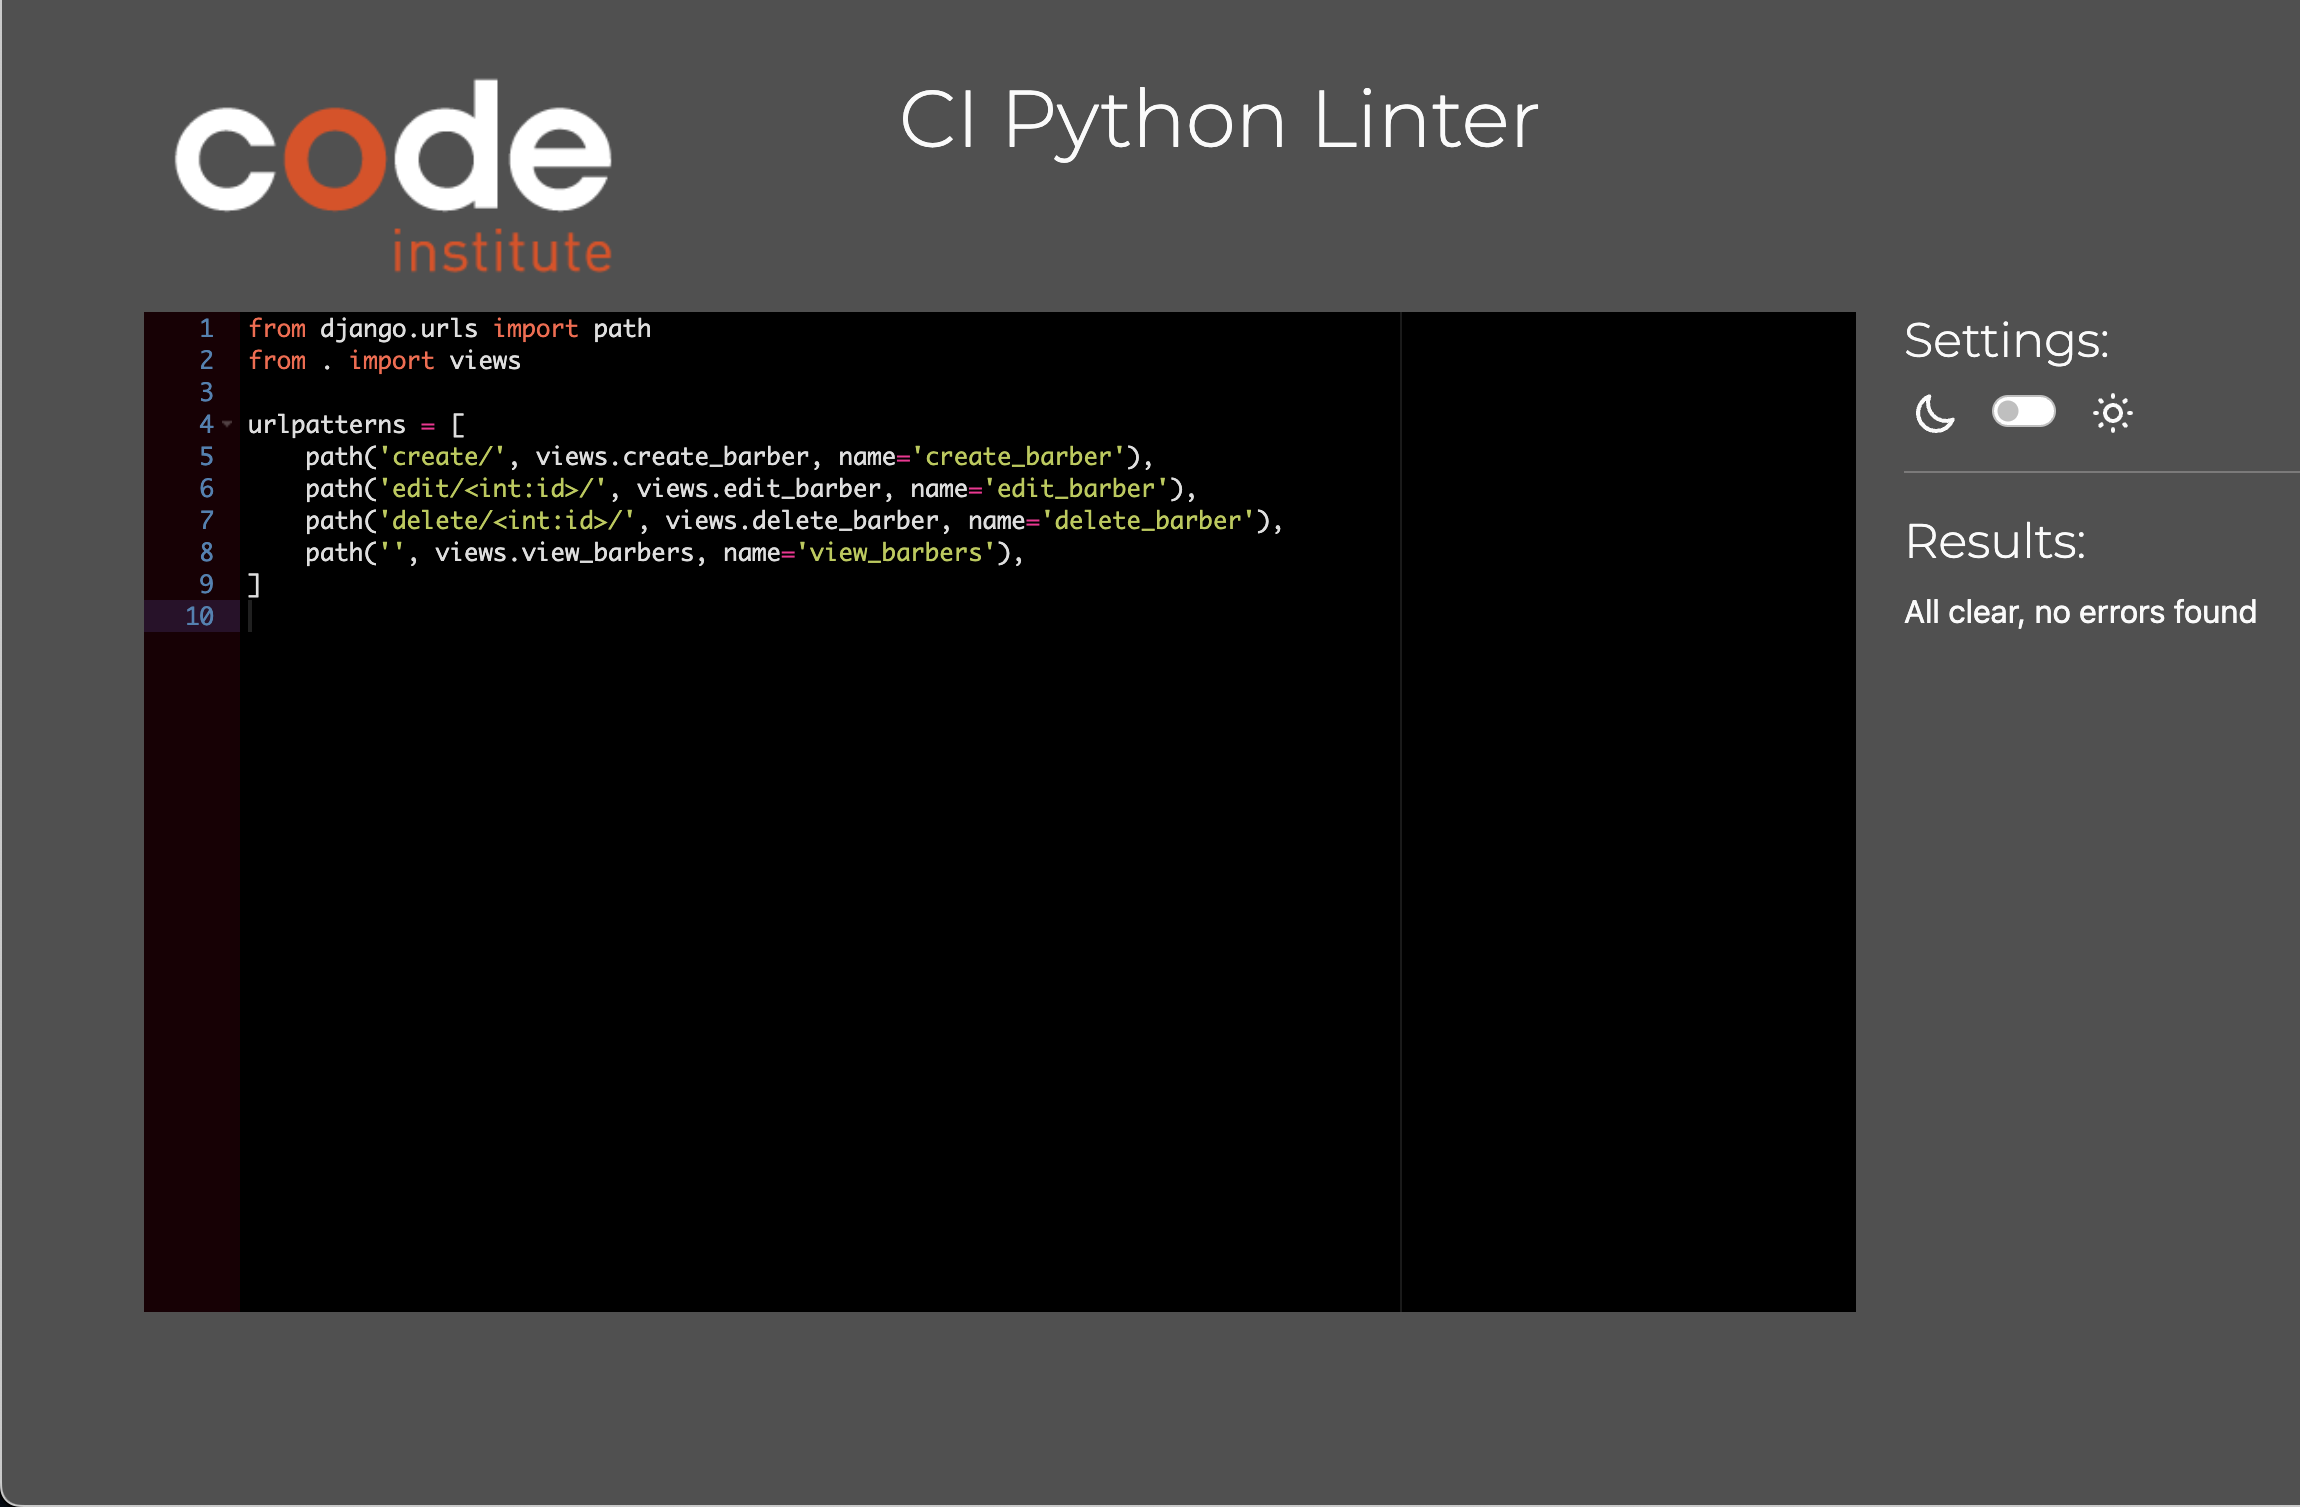 code
institute
CI Python Linter
1 from django.urls import path
2 from . import views
3
4 urlpatterns = [
5     path('create/', views.create_barber, name='create_barber'),
6     path('edit/<int:id>/', views.edit_barber, name='edit_barber'),
7     path('delete/<int:id>/', views.delete_barber, name='delete_barber'),
8     path('', views.view_barbers, name='view_barbers'),
9 ]
10
Settings:
Results:
All clear, no errors found